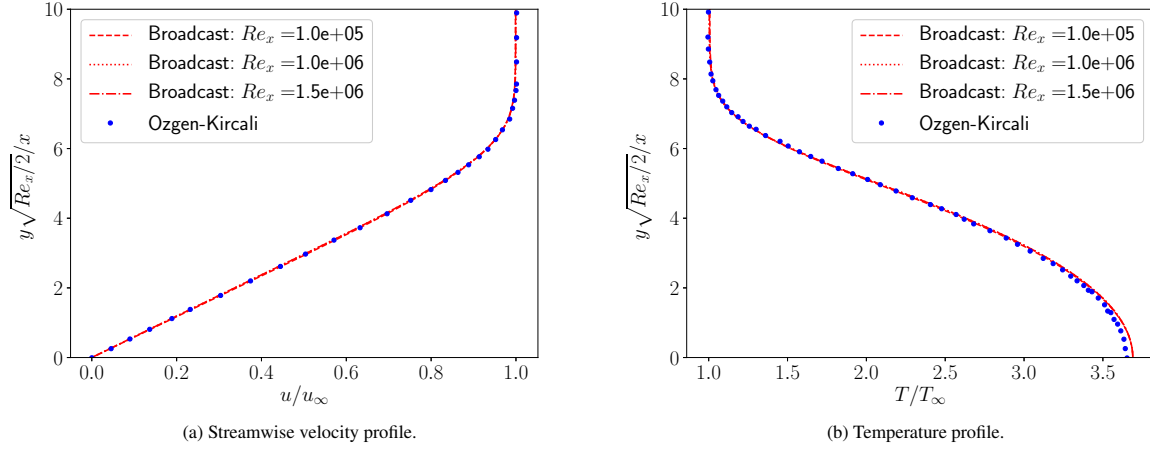 10
8
6
4
2
0
y√Re_x/2/x
Broadcast: Re_x =1.0e+05
Broadcast: Re_x =1.0e+06
Broadcast: Re_x =1.5e+06
Ozgen-Kircali
0.0 0.2 0.4 0.6 0.8 1.0
u/u_∞
(a) Streamwise velocity profile.
10
8
6
4
2
0
y√Re_x/2/x
Broadcast: Re_x =1.0e+05
Broadcast: Re_x =1.0e+06
Broadcast: Re_x =1.5e+06
Ozgen-Kircali
1.0 1.5 2.0 2.5 3.0 3.5
T/T_∞
(b) Temperature profile.